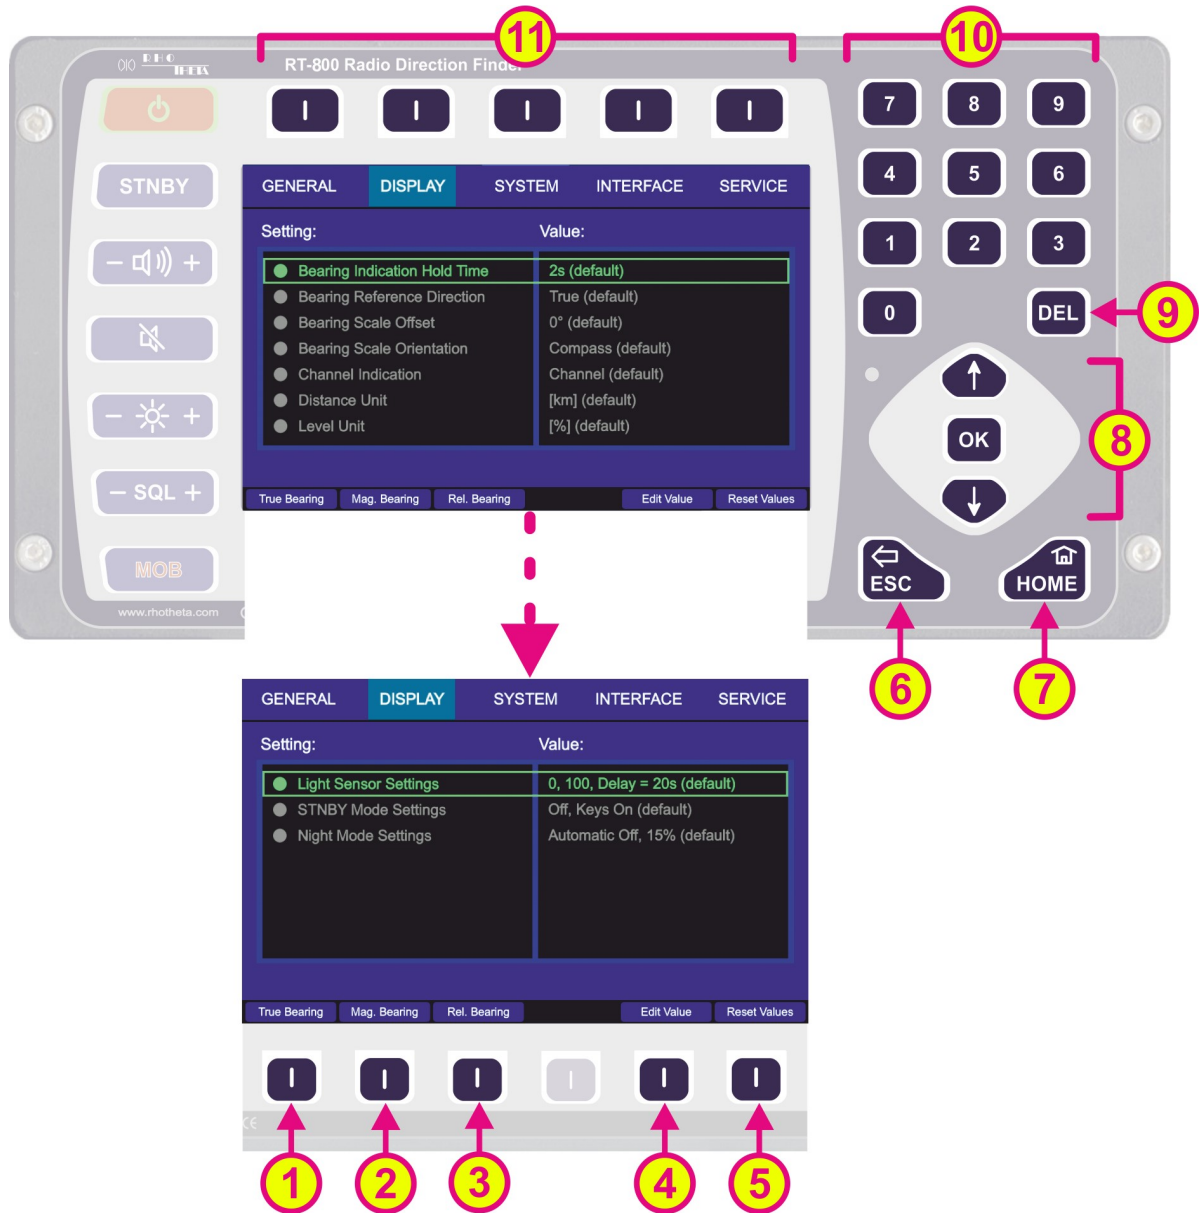 11
10
RHO
THETA
RT-800 Radio Direction Finder
7 8 9
STNBY
4 5 6
GENERAL DISPLAY SYSTEM INTERFACE SERVICE
Setting: Value:
1 2 3
- +
Bearing Indication Hold Time 2s (default)
Bearing Reference Direction True (default)
Bearing Scale Offset 0° (default)
Bearing Scale Orientation Compass (default)
Channel Indication Channel (default)
Distance Unit [km] (default)
Level Unit [%] (default)
0 DEL
9
- +
OK
8
- SQL +
True Bearing Mag. Bearing Rel. Bearing Edit Value Reset Values
MOB
ESC HOME
www.rhotheta.com
6 7
GENERAL DISPLAY SYSTEM INTERFACE SERVICE
Setting: Value:
Light Sensor Settings 0, 100, Delay = 20s (default)
STNBY Mode Settings Off, Keys On (default)
Night Mode Settings Automatic Off, 15% (default)
True Bearing Mag. Bearing Rel. Bearing Edit Value Reset Values
CE
1 2 3 4 5